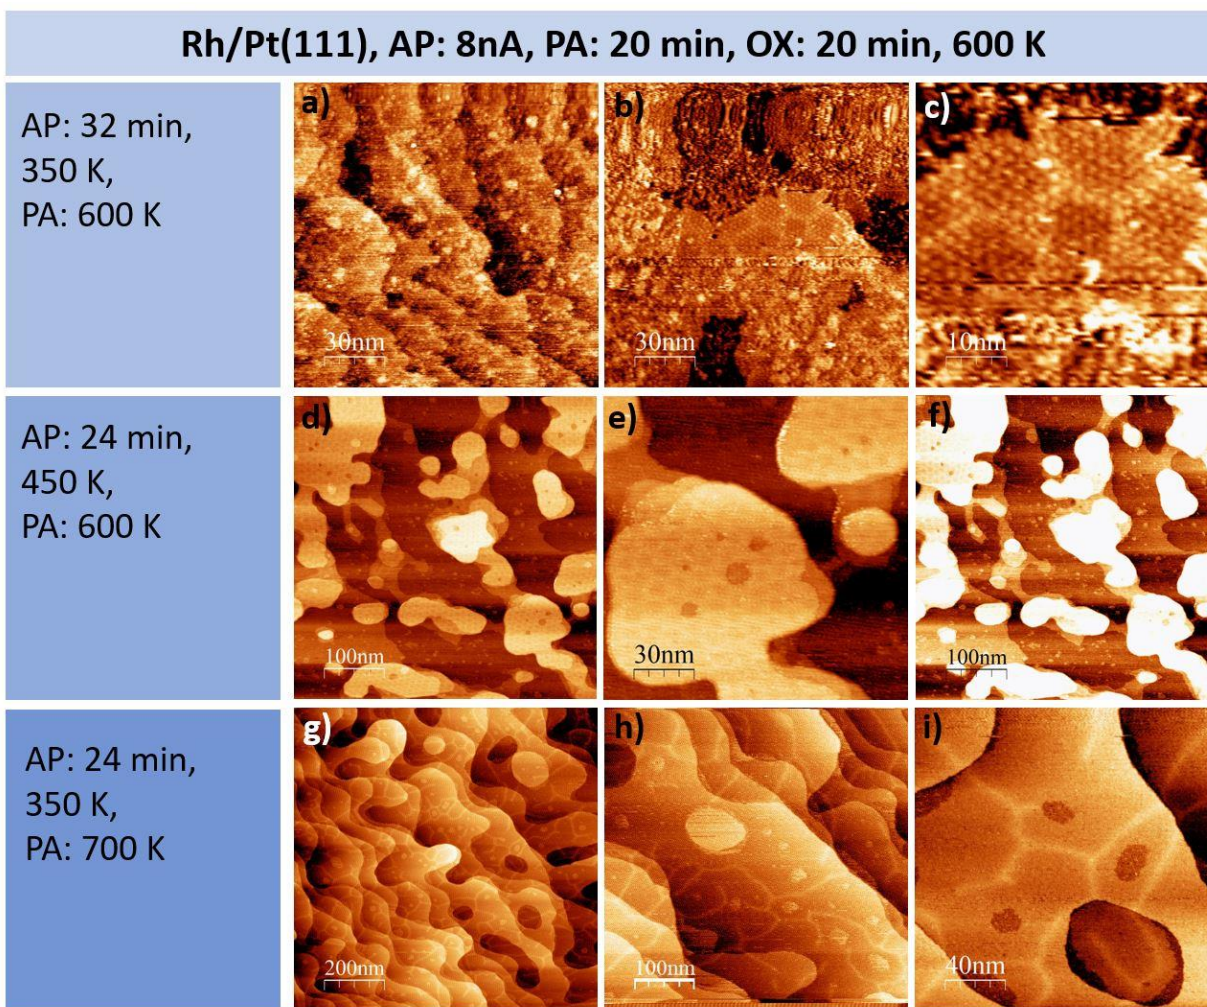 Rh/Pt(111), AP: 8nA, PA: 20 min, OX: 20 min, 600 K
AP: 32 min,
350 K,
PA: 600 K
a)
30nm
b)
30nm
c)
10nm
AP: 24 min,
450 K,
PA: 600 K
d)
100nm
e)
30nm
f)
100nm
AP: 24 min,
350 K,
PA: 700 K
g)
200nm
h)
100nm
i)
40nm